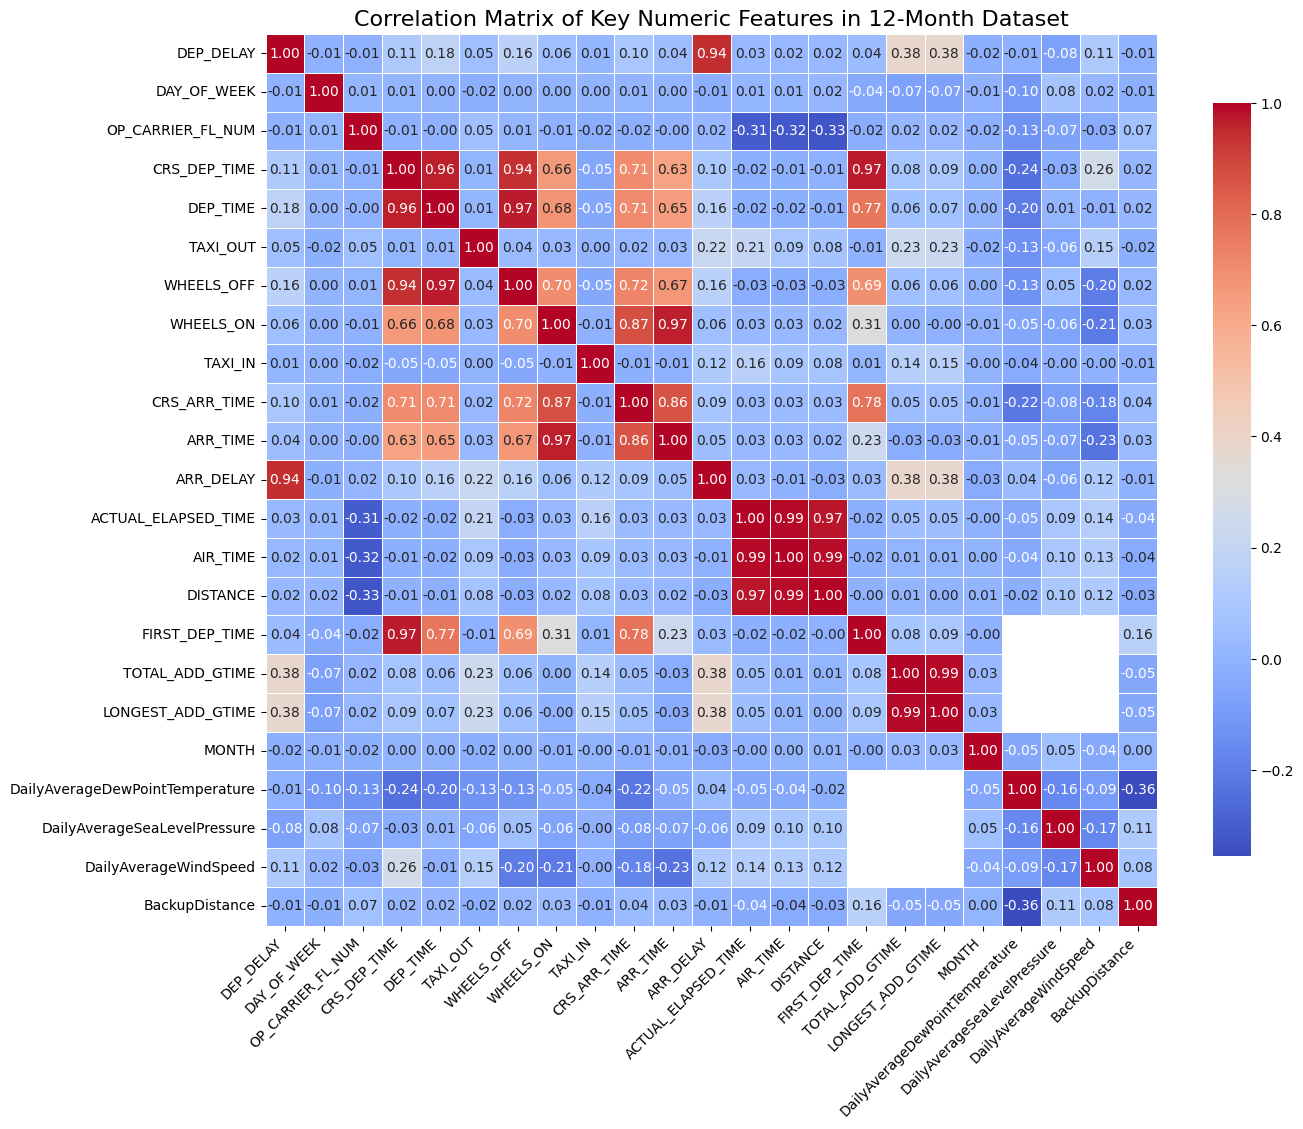 Correlation Matrix of Key Numeric Features in 12-Month Dataset
DEP_DELAY 1.00 -0.01 -0.01 0.11 0.18 0.05 0.16 0.06 0.01 0.10 0.04 0.94 0.03 0.02 0.02 0.04 0.38 0.38 -0.02 -0.01 -0.08 0.11 -0.01
DAY_OF_WEEK -0.01 1.00 0.01 0.01 0.00 -0.02 0.00 0.00 0.00 0.01 0.00 -0.01 0.01 0.01 0.02 -0.04 -0.07 -0.07 -0.01 -0.10 0.08 0.02 -0.01
OP_CARRIER_FL_NUM -0.01 0.01 1.00 -0.01 -0.00 0.05 0.01 -0.01 -0.02 -0.02 -0.00 0.02 -0.31 -0.32 -0.33 -0.02 0.02 0.02 -0.02 -0.13 -0.07 -0.03 0.07
CRS_DEP_TIME 0.11 0.01 -0.01 1.00 0.96 0.01 0.94 0.66 -0.05 0.71 0.63 0.10 -0.02 -0.01 -0.01 0.97 0.08 0.09 0.00 -0.24 -0.03 0.26 0.02
DEP_TIME 0.18 0.00 -0.00 0.96 1.00 0.01 0.97 0.68 -0.05 0.71 0.65 0.16 -0.02 -0.02 -0.01 0.77 0.06 0.07 0.00 -0.20 0.01 -0.01 0.02
TAXI_OUT 0.05 -0.02 0.05 0.01 0.01 1.00 0.04 0.03 0.00 0.02 0.03 0.22 0.21 0.09 0.08 -0.01 0.23 0.23 -0.02 -0.13 -0.06 0.15 -0.02
WHEELS_OFF 0.16 0.00 0.01 0.94 0.97 0.04 1.00 0.70 -0.05 0.72 0.67 0.16 -0.03 -0.03 -0.03 0.69 0.06 0.06 0.00 -0.13 0.05 -0.20 0.02
WHEELS_ON 0.06 0.00 -0.01 0.66 0.68 0.03 0.70 1.00 -0.01 0.87 0.97 0.06 0.03 0.03 0.02 0.31 0.00 -0.00 -0.01 -0.05 -0.06 -0.21 0.03
TAXI_IN 0.01 0.00 -0.02 -0.05 -0.05 0.00 -0.05 -0.01 1.00 -0.01 -0.01 0.12 0.16 0.09 0.08 0.01 0.14 0.15 -0.00 -0.04 -0.00 -0.00 -0.01
CRS_ARR_TIME 0.10 0.01 -0.02 0.71 0.71 0.02 0.72 0.87 -0.01 1.00 0.86 0.09 0.03 0.03 0.03 0.78 0.05 0.05 -0.01 -0.22 -0.08 -0.18 0.04
ARR_TIME 0.04 0.00 -0.00 0.63 0.65 0.03 0.67 0.97 -0.01 0.86 1.00 0.05 0.03 0.03 0.02 0.23 -0.03 -0.03 -0.01 -0.05 -0.07 -0.23 0.03
ARR_DELAY 0.94 -0.01 0.02 0.10 0.16 0.22 0.16 0.06 0.12 0.09 0.05 1.00 0.03 -0.01 -0.03 0.03 0.38 0.38 -0.03 0.04 -0.06 0.12 -0.01
ACTUAL_ELAPSED_TIME 0.03 0.01 -0.31 -0.02 -0.02 0.21 -0.03 0.03 0.16 0.03 0.03 0.03 1.00 0.99 0.97 -0.02 0.05 0.05 -0.00 -0.05 0.09 0.14 -0.04
AIR_TIME 0.02 0.01 -0.32 -0.01 -0.02 0.09 -0.03 0.03 0.09 0.03 0.03 -0.01 0.99 1.00 0.99 -0.02 0.01 0.01 0.00 -0.04 0.10 0.13 -0.04
DISTANCE 0.02 0.02 -0.33 -0.01 -0.01 0.08 -0.03 0.02 0.08 0.03 0.02 -0.03 0.97 0.99 1.00 -0.00 0.01 0.00 0.01 -0.02 0.10 0.12 -0.03
FIRST_DEP_TIME 0.04 -0.04 -0.02 0.97 0.77 -0.01 0.69 0.31 0.01 0.78 0.23 0.03 -0.02 -0.02 -0.00 1.00 0.08 0.09 -0.00 0.16
TOTAL_ADD_GTIME 0.38 -0.07 0.02 0.08 0.06 0.23 0.06 0.00 0.14 0.05 -0.03 0.38 0.05 0.01 0.01 0.08 1.00 0.99 0.03 -0.05
LONGEST_ADD_GTIME 0.38 -0.07 0.02 0.09 0.07 0.23 0.06 -0.00 0.15 0.05 -0.03 0.38 0.05 0.01 0.00 0.09 0.99 1.00 0.03 -0.05
MONTH -0.02 -0.01 -0.02 0.00 0.00 -0.02 0.00 -0.01 -0.00 -0.01 -0.01 -0.03 -0.00 0.00 0.01 -0.00 0.03 0.03 1.00 -0.05 0.05 -0.04 0.00
DailyAverageDewPointTemperature -0.01 -0.10 -0.13 -0.24 -0.20 -0.13 -0.13 -0.05 -0.04 -0.22 -0.05 0.04 -0.05 -0.04 -0.02 -0.05 1.00 -0.16 -0.09 -0.36
DailyAverageSeaLevelPressure -0.08 0.08 -0.07 -0.03 0.01 -0.06 0.05 -0.06 -0.00 -0.08 -0.07 -0.06 0.09 0.10 0.10 0.05 -0.16 1.00 -0.17 0.11
DailyAverageWindSpeed 0.11 0.02 -0.03 0.26 -0.01 0.15 -0.20 -0.21 -0.00 -0.18 -0.23 0.12 0.14 0.13 0.12 -0.04 -0.09 -0.17 1.00 0.08
BackupDistance -0.01 -0.01 0.07 0.02 0.02 -0.02 0.02 0.03 -0.01 0.04 0.03 -0.01 -0.04 -0.04 -0.03 0.16 -0.05 -0.05 0.00 -0.36 0.11 0.08 1.00
DEP_DELAY
DAY_OF_WEEK
OP_CARRIER_FL_NUM
CRS_DEP_TIME
DEP_TIME
TAXI_OUT
WHEELS_OFF
WHEELS_ON
TAXI_IN
CRS_ARR_TIME
ARR_TIME
ARR_DELAY
ACTUAL_ELAPSED_TIME
AIR_TIME
DISTANCE
FIRST_DEP_TIME
TOTAL_ADD_GTIME
LONGEST_ADD_GTIME
MONTH
DailyAverageDewPointTemperature
DailyAverageSeaLevelPressure
DailyAverageWindSpeed
BackupDistance
1.0
0.8
0.6
0.4
0.2
0.0
−0.2